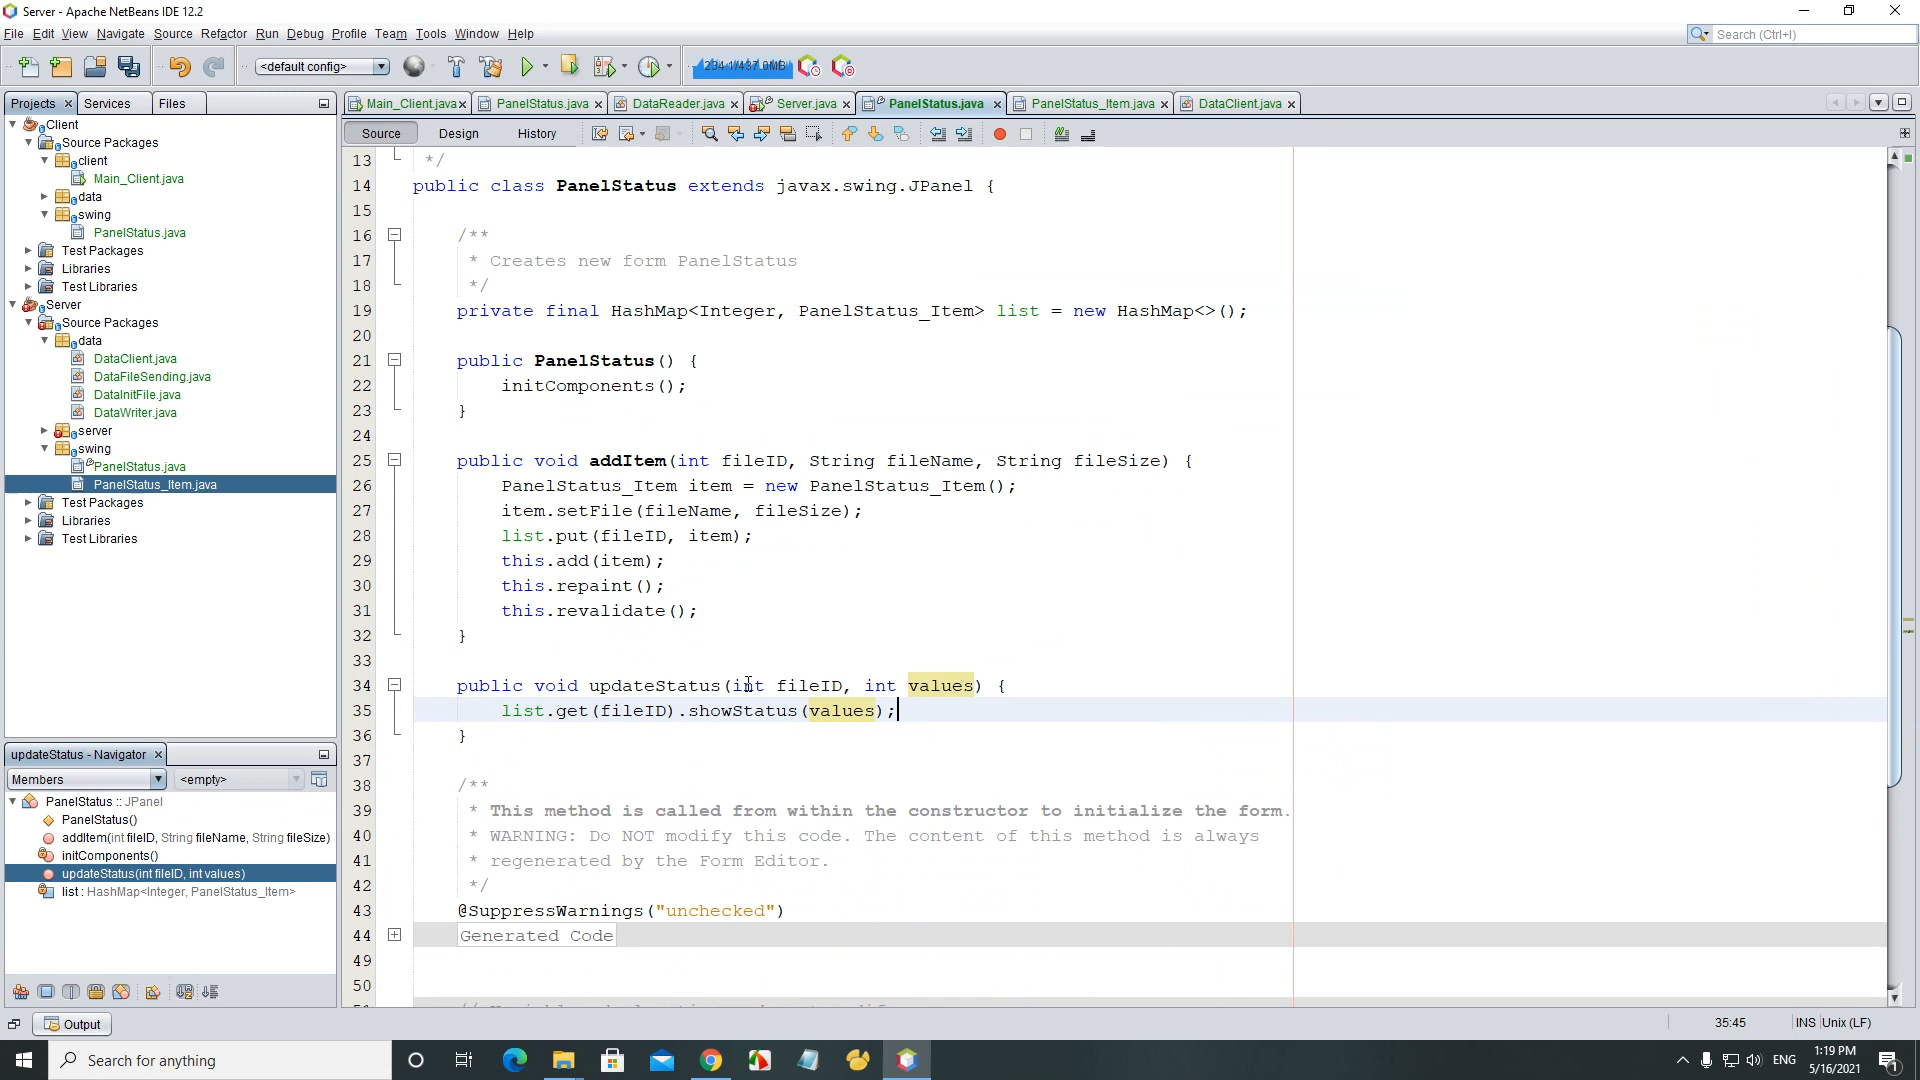 Server - Apache NetBeans IDE 12.2
File Edit View Navigate Source Refactor Run Debug Profile Team Tools Window Help
Search (Ctrl+I)
<default config>
234.1/437.0MB
Projects Services Files
Main_Client.java PanelStatus.java DataReader.java Server.java PanelStatus.java PanelStatus_Item.java DataClient.java
Source Design History
Client
Source Packages
client
Main_Client.java
data
swing
PanelStatus.java
Test Packages
Libraries
Test Libraries
Server
Source Packages
data
DataClient.java
DataFileSending.java
DataInitFile.java
DataWriter.java
server
swing
PanelStatus.java
PanelStatus_Item.java
Test Packages
Libraries
Test Libraries
updateStatus - Navigator
Members <empty>
PanelStatus :: JPanel
PanelStatus()
addItem(int fileID, String fileName, String fileSize)
initComponents()
updateStatus(int fileID, int values)
list : HashMap<Integer, PanelStatus_Item>
13 */
14 public class PanelStatus extends javax.swing.JPanel {
15
16 /**
17 * Creates new form PanelStatus
18 */
19 private final HashMap<Integer, PanelStatus_Item> list = new HashMap<>();
20
21 public PanelStatus() {
22 initComponents();
23 }
24
25 public void addItem(int fileID, String fileName, String fileSize) {
26 PanelStatus_Item item = new PanelStatus_Item();
27 item.setFile(fileName, fileSize);
28 list.put(fileID, item);
29 this.add(item);
30 this.repaint();
31 this.revalidate();
32 }
33
34 public void updateStatus(int fileID, int values) {
35 list.get(fileID).showStatus(values);
36 }
37
38 /**
39 * This method is called from within the constructor to initialize the form.
40 * WARNING: Do NOT modify this code. The content of this method is always
41 * regenerated by the Form Editor.
42 */
43 @SuppressWarnings("unchecked")
44 Generated Code
49
50
Output
35:45 INS Unix (LF)
Search for anything
ENG
1:19 PM
5/16/2021
1